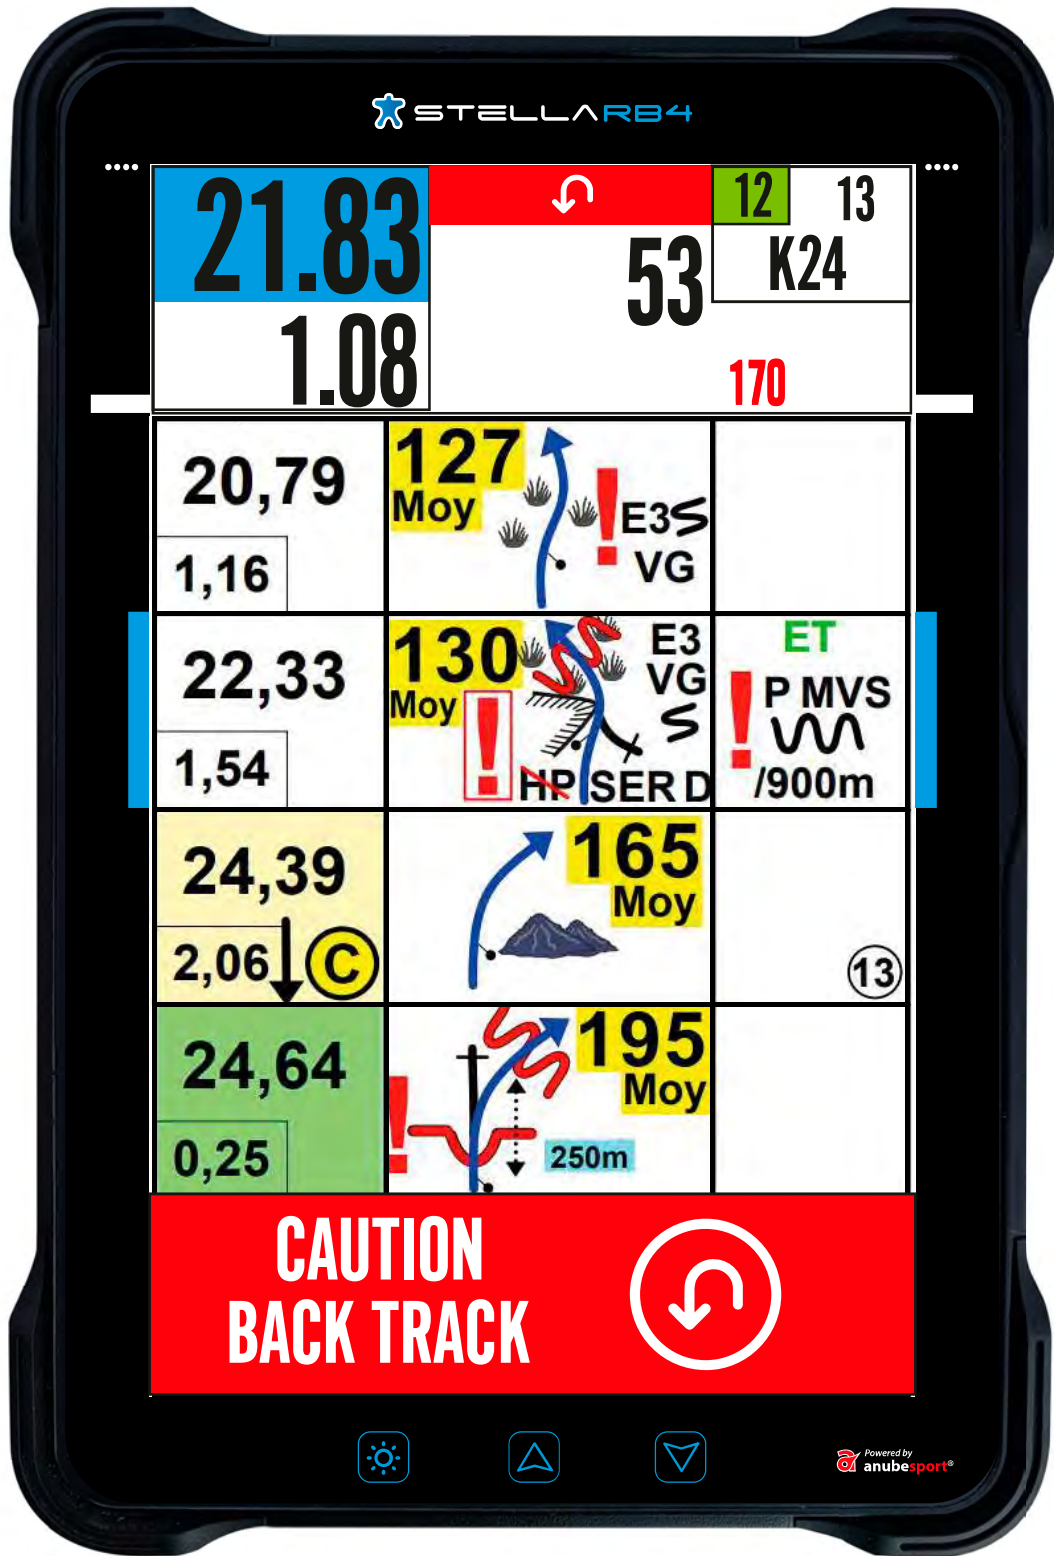 STELLARB4
21.83
1.08
53
170
12 13
K24
20,79
1,16
127
Moy
! E3S
VG
22,33
1,54
130
Moy
E3
VG
S
! HP/SER D
ET
! P MVS
/900m
24,39
2,06 C
165
Moy
13
24,64
0,25
195
Moy
!
250m
CAUTION
BACK TRACK
Powered by
anubesport®